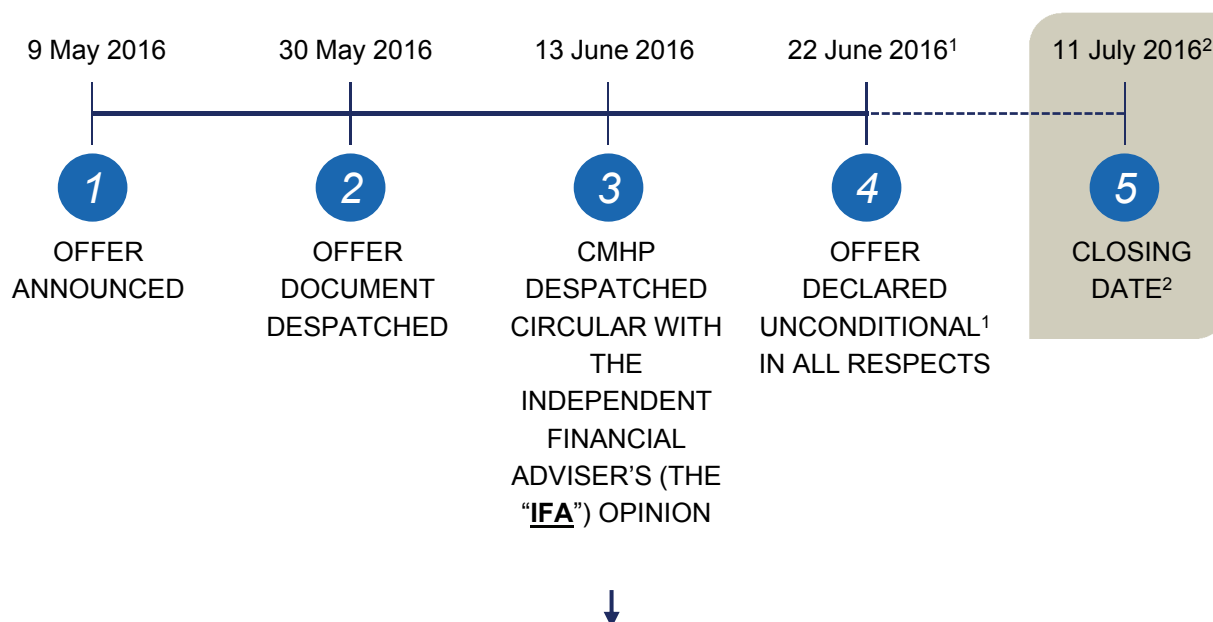 9 May 2016
30 May 2016
13 June 2016
22 June 2016¹
11 July 2016²
1
2
3
4
5
OFFER
ANNOUNCED
OFFER
DOCUMENT
DESPATCHED
CMHP
DESPATCHED
CIRCULAR WITH
THE
INDEPENDENT
FINANCIAL
ADVISER’S (THE
“IFA”) OPINION
OFFER
DECLARED
UNCONDITIONAL¹
IN ALL RESPECTS
CLOSING
DATE²